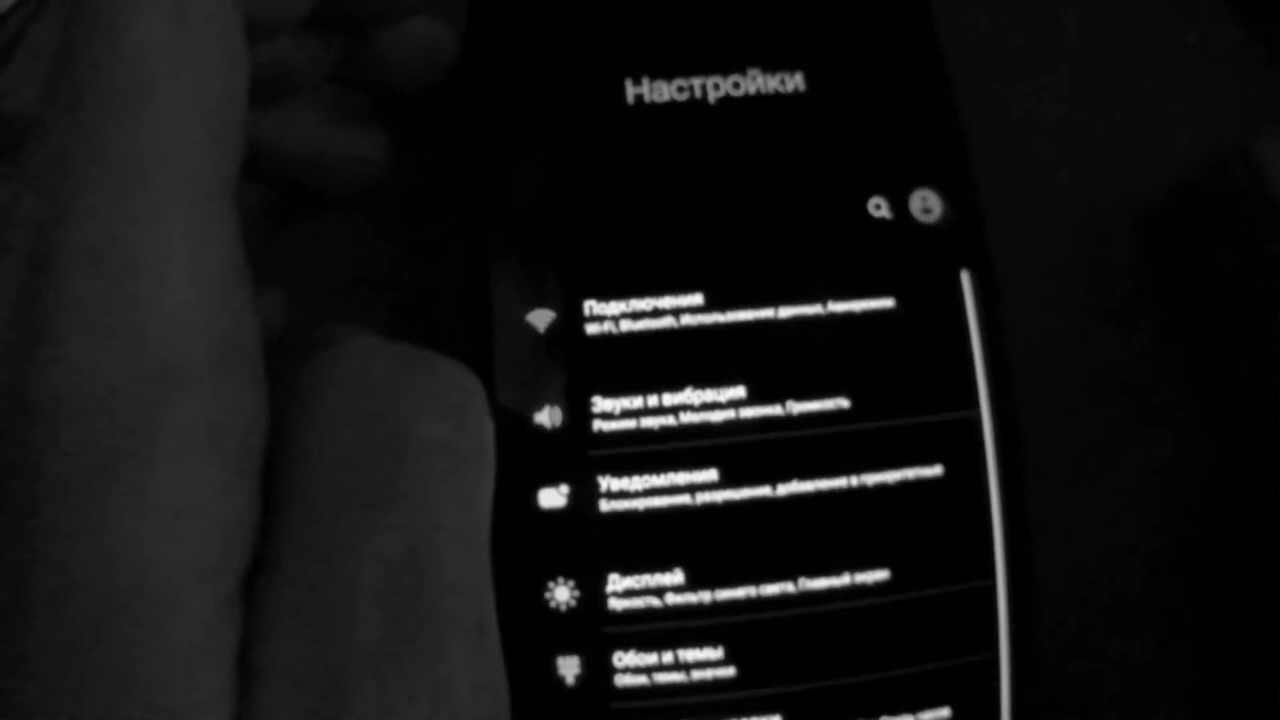 Настройки
Подключения
Wi-Fi, Bluetooth, Использование данных, Авиарежим
Звуки и вибрация
Режим звука, Мелодия звонка, Громкость
Уведомления
Блокирование, разрешение, добавление в приоритетные
Дисплей
Яркость, Фильтр синего света, Главный экран
Обои и темы
Обои, темы, значки